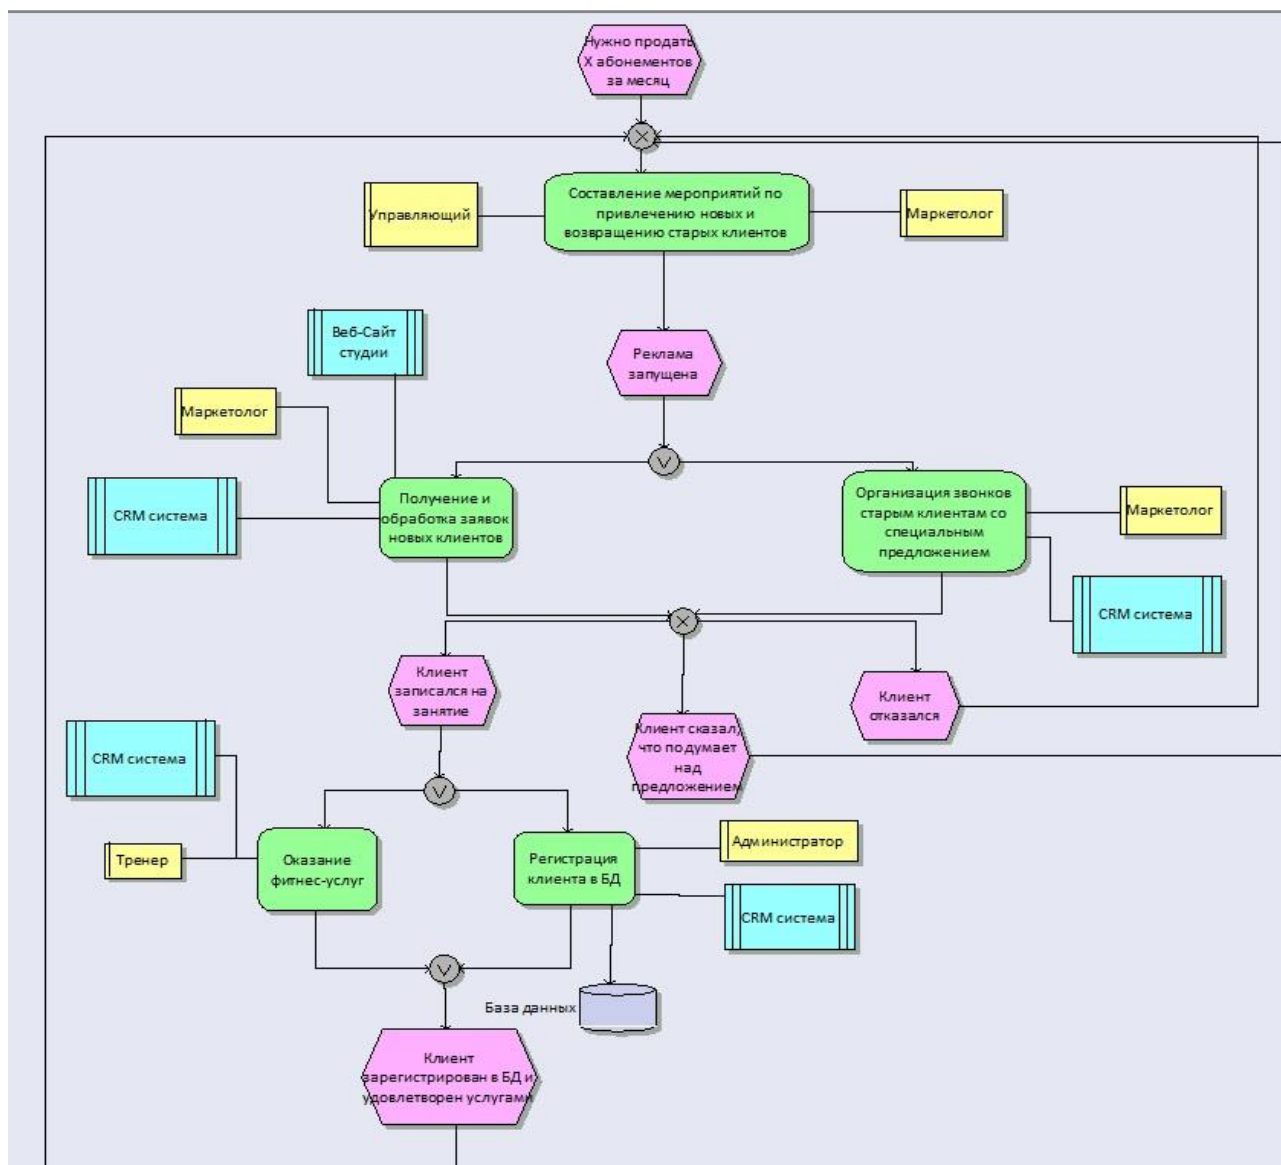 Нужно продать
X абонементов
за месяц
Составление мероприятий по
привлечению новых и
возвращению старых клиентов
Управляющий
Маркетолог
Веб-Сайт
студии
Реклама
запущена
Маркетолог
CRM система
Получение и
обработка заявок
новых клиентов
Организация звонков
старым клиентам со
специальным
предложением
Маркетолог
CRM система
Клиент
записался на
занятие
Клиент сказал,
что подумает
над
предложением
Клиент
отказался
CRM система
Тренер
Оказание
фитнес-услуг
Регистрация
клиента в БД
Администратор
CRM система
База данных
Клиент
зарегистрирован в БД и
удовлетворен услугами